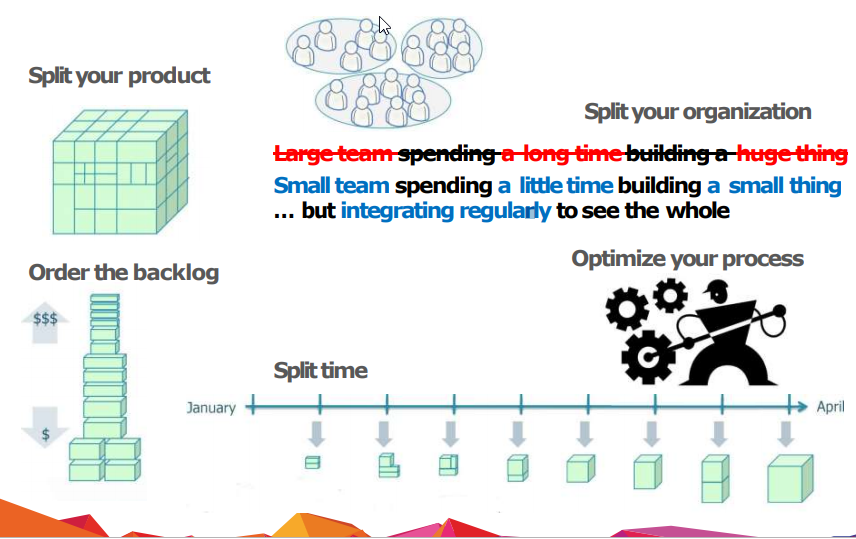 Split your product
Split your organization
Large team spending a long time building a huge thing
Small team spending a little time building a small thing
... but integrating regularly to see the whole
Optimize your process
Order the backlog
$$$
$
Split time
January
April